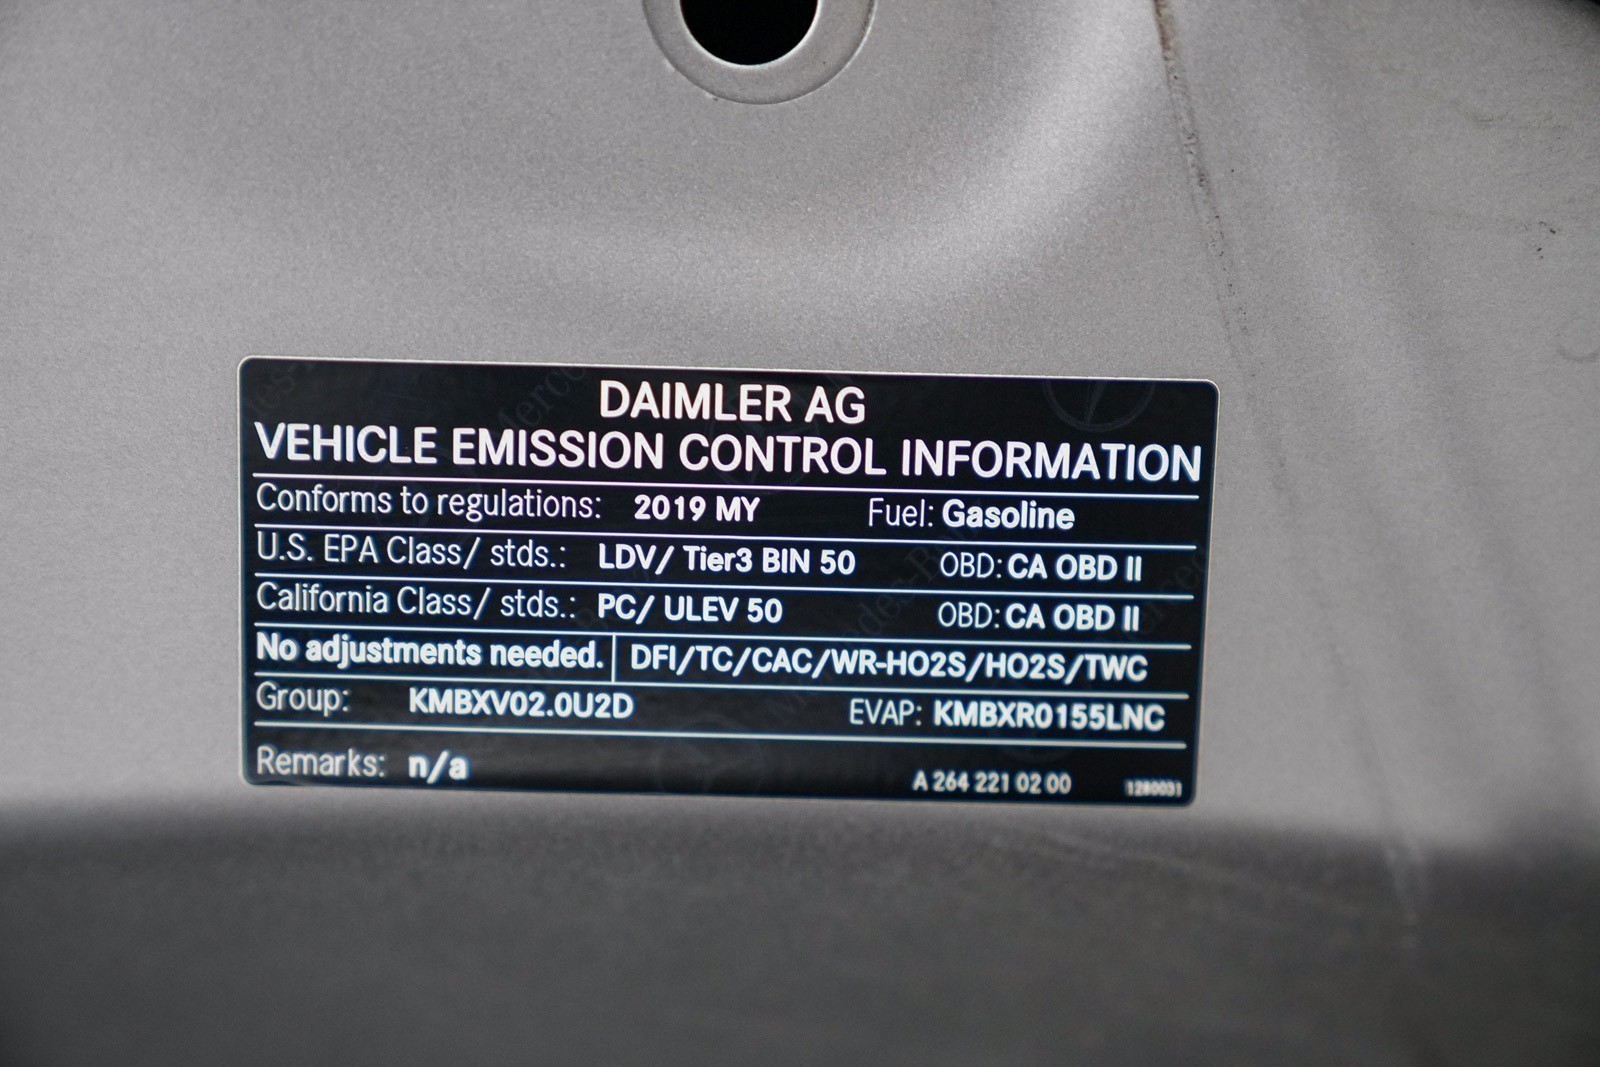 DAIMLER AG
VEHICLE EMISSION CONTROL INFORMATION
Conforms to regulations: 2019 MY Fuel: Gasoline
U.S. EPA Class/ stds.: LDV/ Tier3 BIN 50 OBD: CA OBD II
California Class/ stds.: PC/ ULEV 50 OBD: CA OBD II
No adjustments needed. DFI/TC/CAC/WR-HO2S/HO2S/TWC
Group: KMBXV02.0U2D EVAP: KMBXR0155LNC
Remarks: n/a A 264 221 02 00 1280031